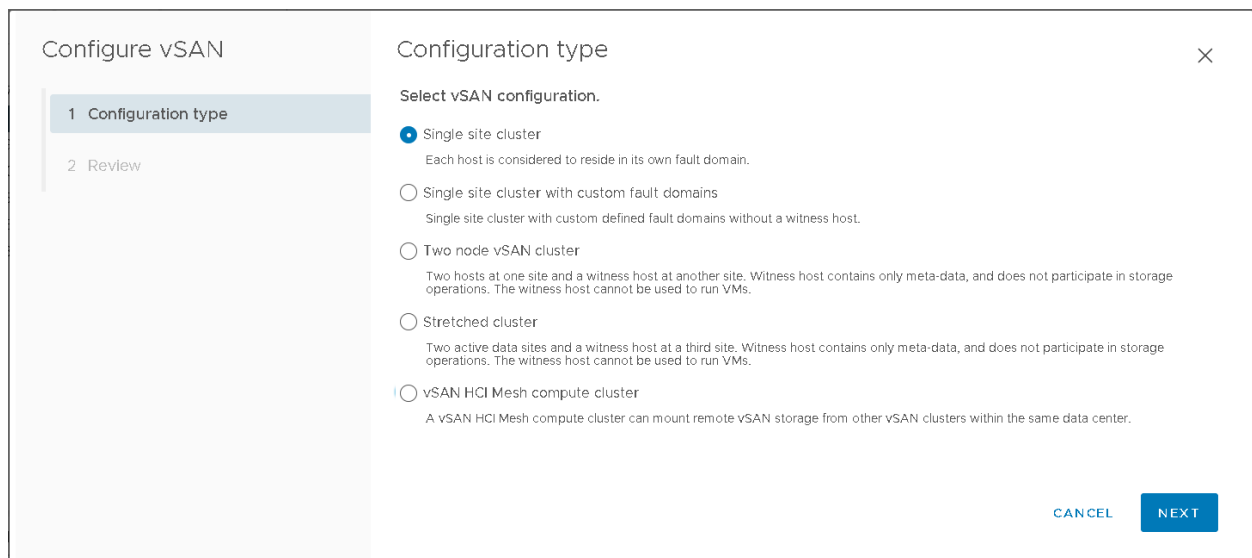 Configure vSAN
1 Configuration type
2 Review
Configuration type
Select vSAN configuration.
Single site cluster
Each host is considered to reside in its own fault domain.
Single site cluster with custom fault domains
Single site cluster with custom defined fault domains without a witness host.
Two node vSAN cluster
Two hosts at one site and a witness host at another site. Witness host contains only meta-data, and does not participate in storage
operations. The witness host cannot be used to run VMs.
Stretched cluster
Two active data sites and a witness host at a third site. Witness host contains only meta-data, and does not participate in storage
operations. The witness host cannot be used to run VMs.
vSAN HCI Mesh compute cluster
A vSAN HCI Mesh compute cluster can mount remote vSAN storage from other vSAN clusters within the same data center.
CANCEL
NEXT